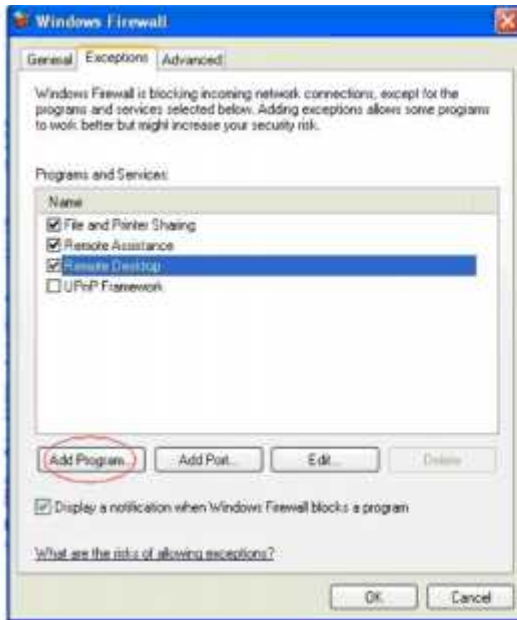 Windows Firewall
General Exceptions Advanced
Windows Firewall is blocking incoming network connections, except for the
programs and services selected below. Adding exceptions allows some programs
to work better but might increase your security risk.
Programs and Services:
Name
File and Printer Sharing
Remote Assistance
Remote Desktop
UPnP Framework
Add Program... Add Port... Edit... Delete
Display a notification when Windows Firewall blocks a program
What are the risks of allowing exceptions?
OK Cancel